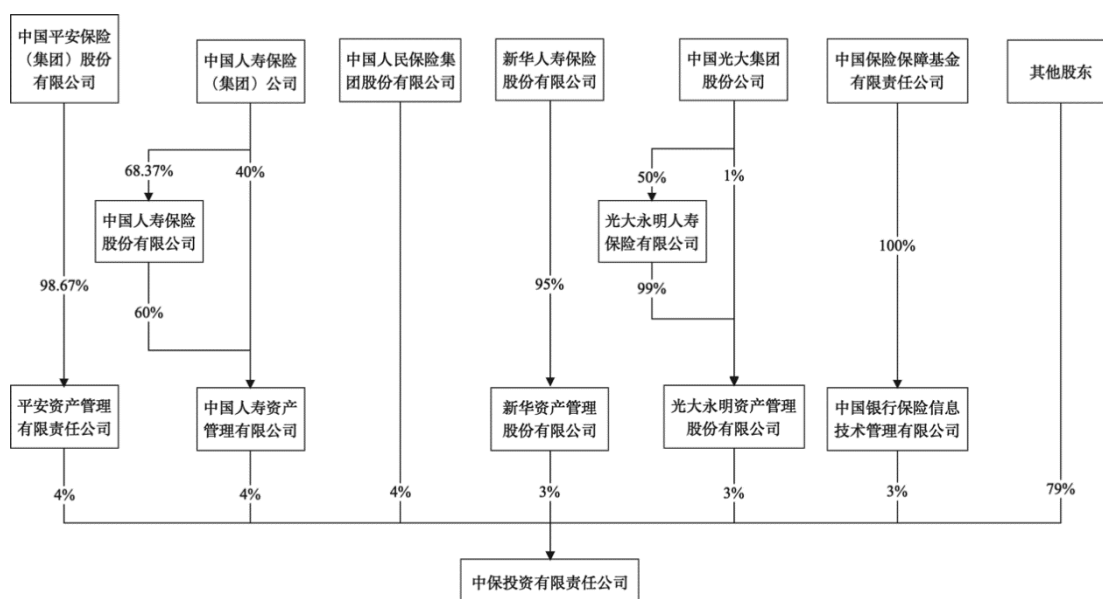 中国平安保险
（集团）股份
有限公司
中国人寿保险
（集团）公司
中国人民保险集
团股份有限公司
新华人寿保险
股份有限公司
中国光大集团
股份公司
中国保险保障基金
有限责任公司
其他股东
68.37%
40%
50%
1%
中国人寿保险
股份有限公司
光大永明人寿
保险有限公司
100%
98.67%
60%
95%
99%
平安资产管理
有限责任公司
中国人寿资产
管理有限公司
新华资产管理
股份有限公司
光大永明资产管理
股份有限公司
中国银行保险信息
技术管理有限公司
4%
4%
4%
3%
3%
3%
79%
中保投资有限责任公司